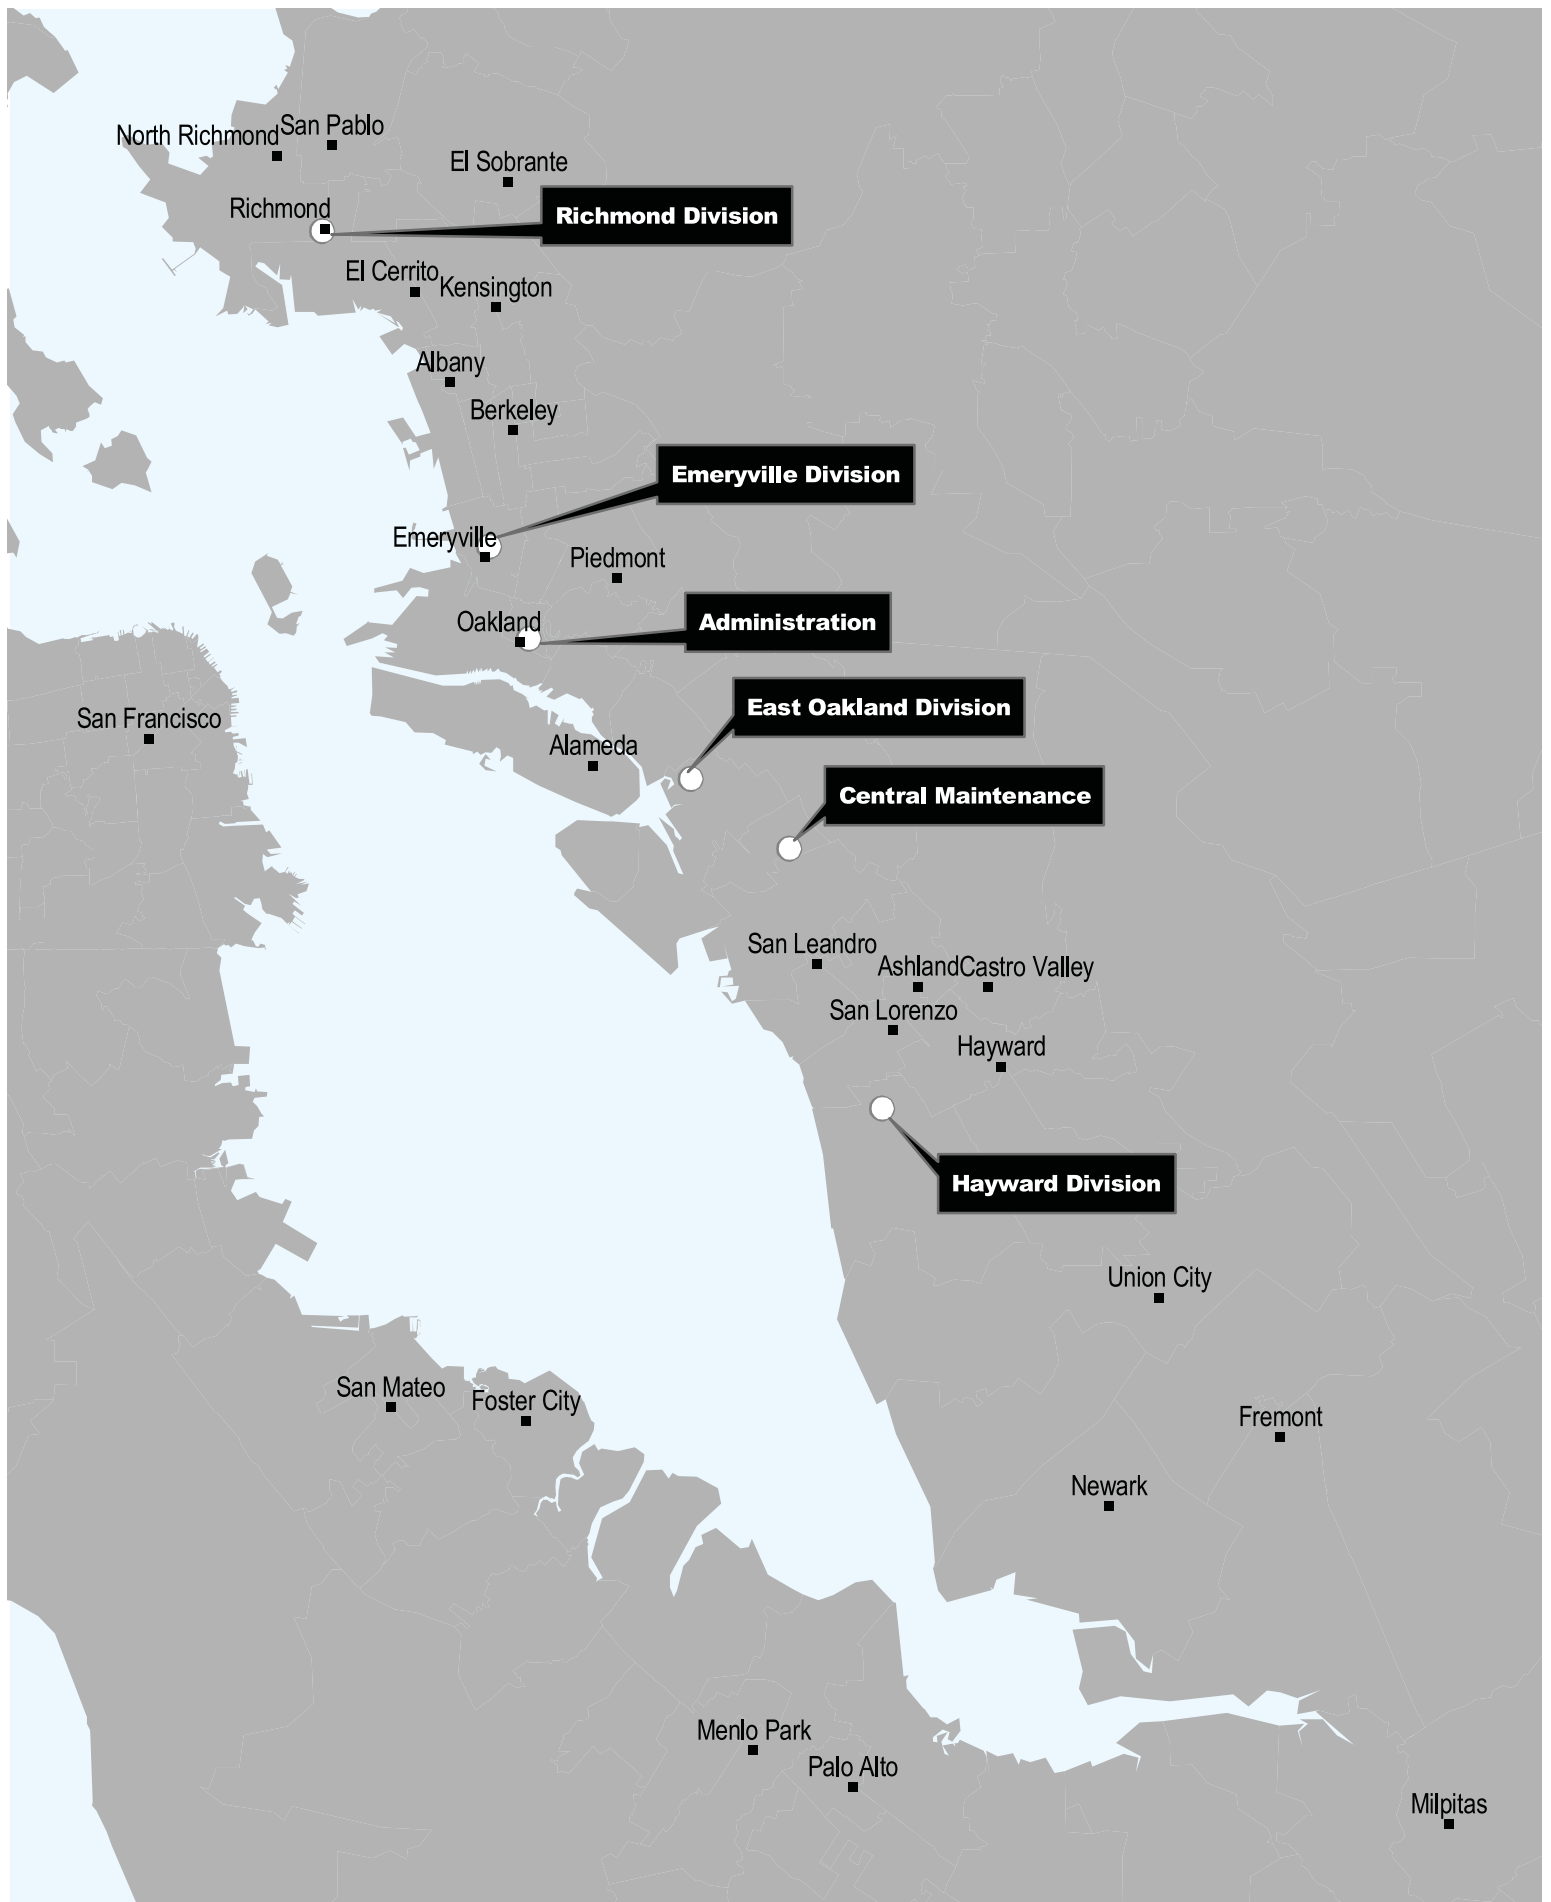 San Pablo
North Richmond
El Sobrante
Richmond
Richmond Division
El Cerrito
Kensington
Albany
Berkeley
Emeryville Division
Emeryville
Piedmont
Oakland
Administration
East Oakland Division
San Francisco
Alameda
Central Maintenance
San Leandro
Ashland
Castro Valley
San Lorenzo
Hayward
Hayward Division
Union City
San Mateo
Foster City
Fremont
Newark
Menlo Park
Palo Alto
Milpitas